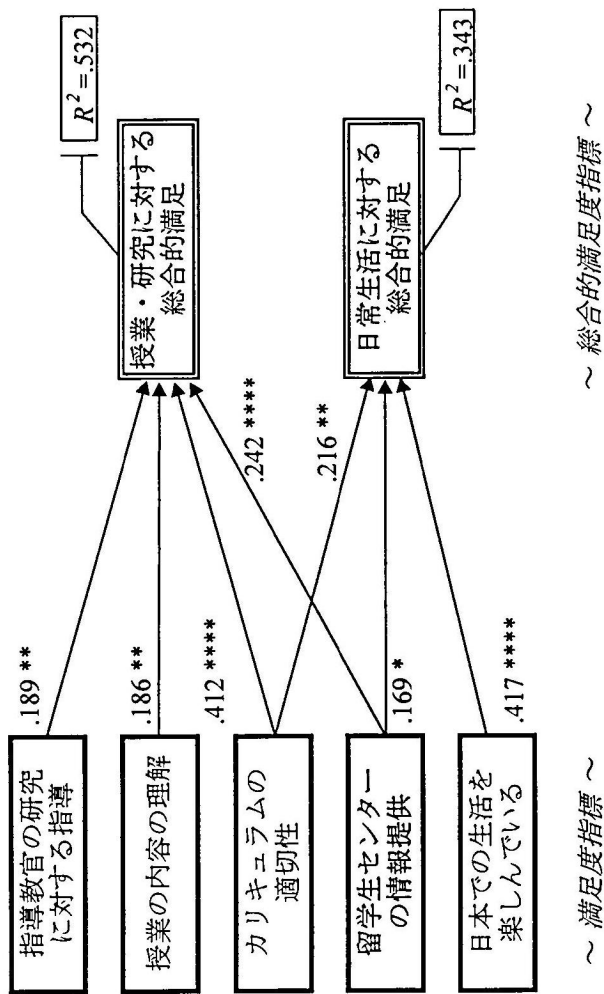 指導教官の研究
に対する指導
授業の内容の理解
カリキュラムの
適切性
留学生センター
の情報提供
日本での生活を
楽しんでいる
～ 満足度指標 ～
.189 **
.186 **
.412 ****
.169 *
.417 ****
.242 ****
.216 **
授業・研究に対する
総合的満足
日常生活に対する
総合的満足
R² =.532
R² =.343
～ 総合的満足度指標 ～